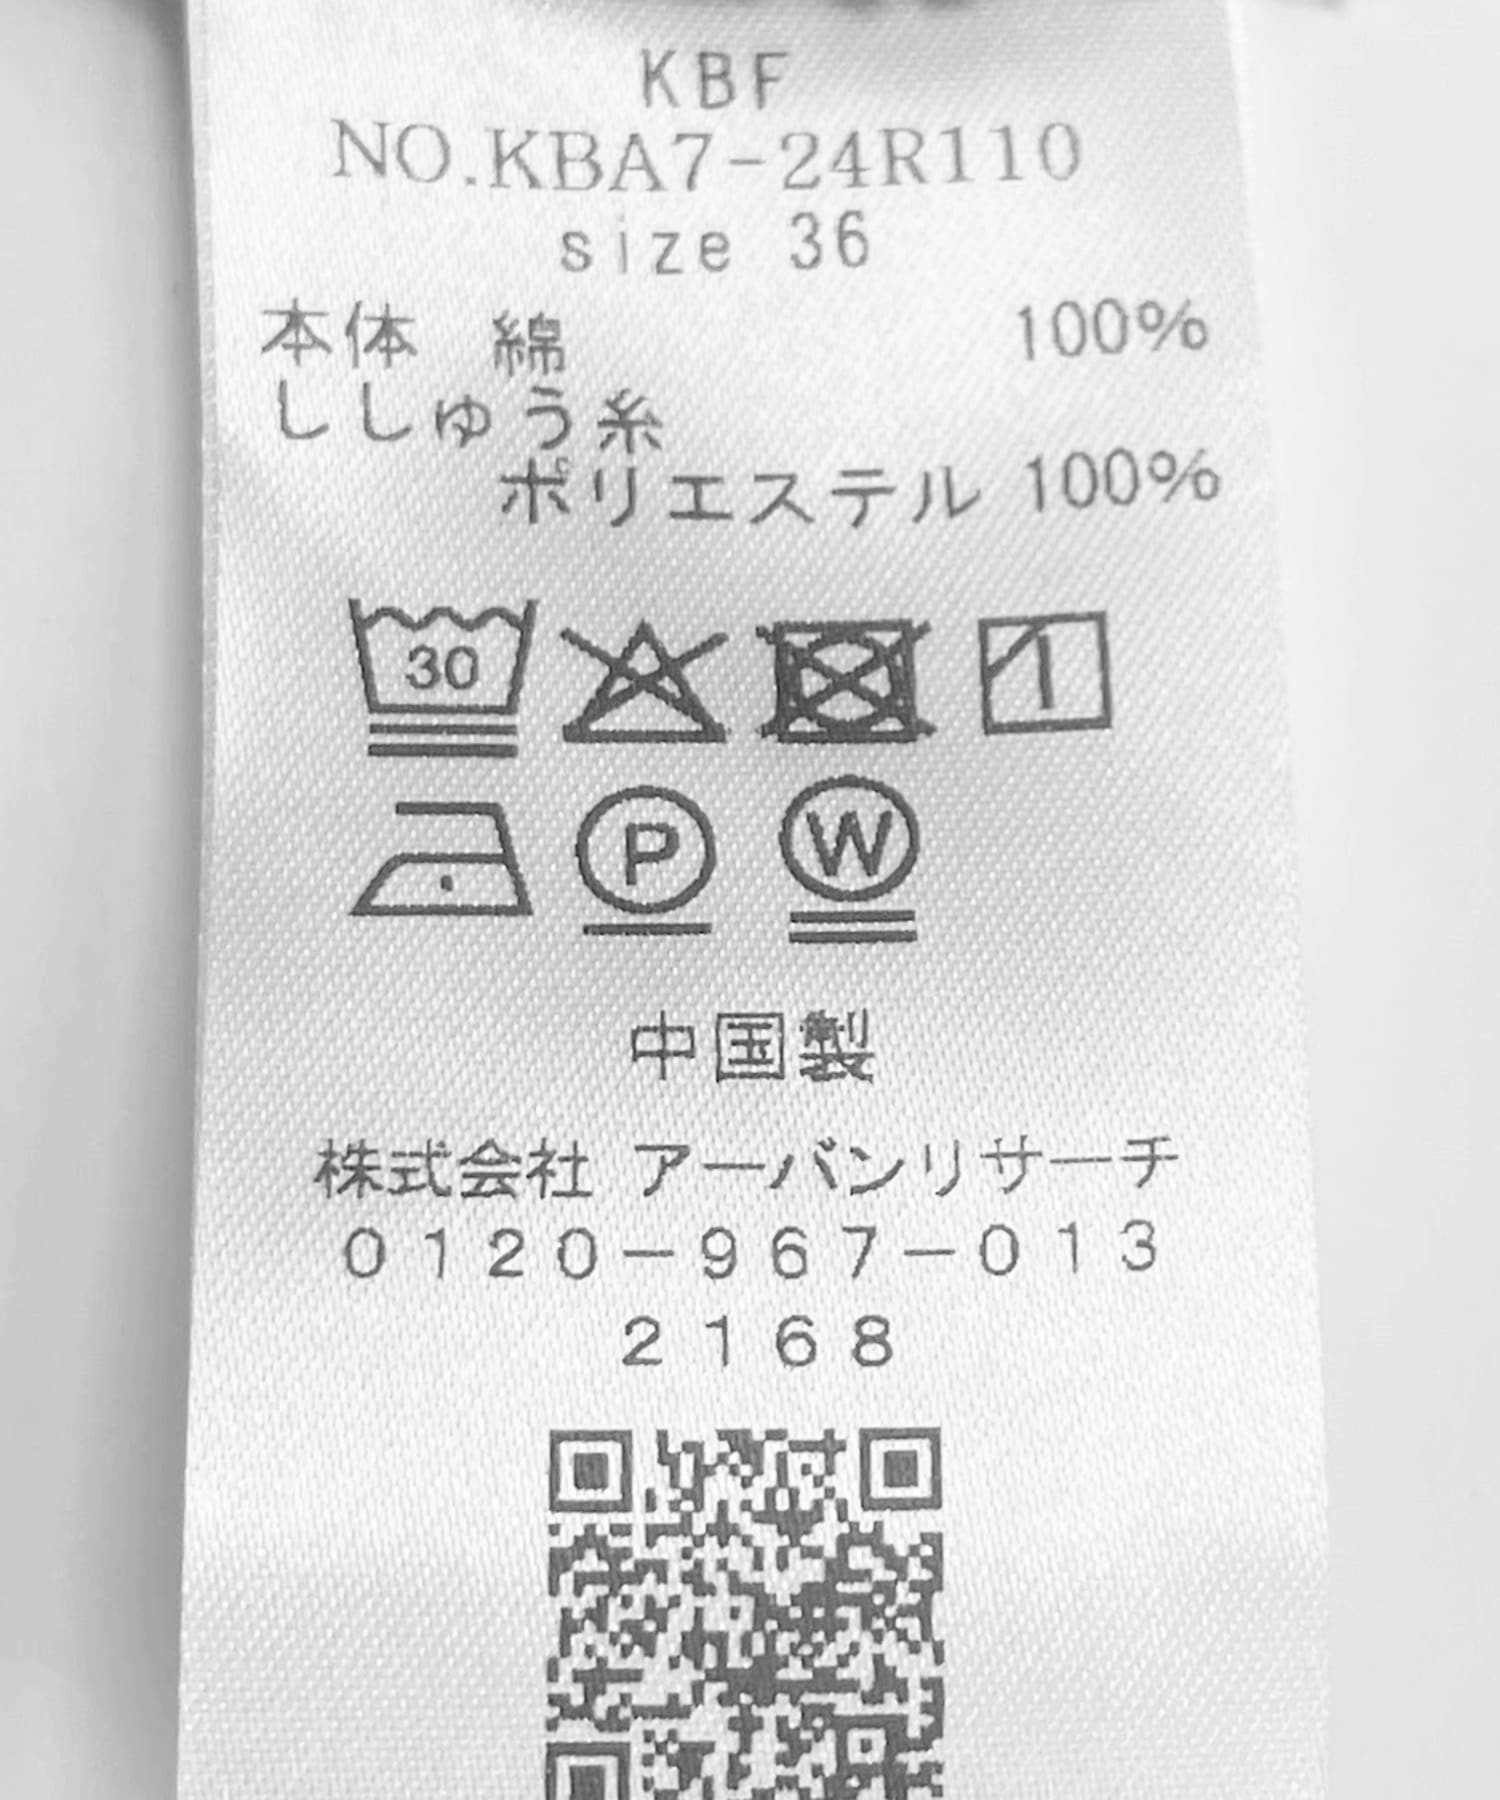 KBF
NO.KBA7-24R110
size 36
本体 綿 100%
ししゅう糸
ポリエステル 100%
30
P
W
中国製
株式会社 アーバンリサーチ
0120-967-013
2168